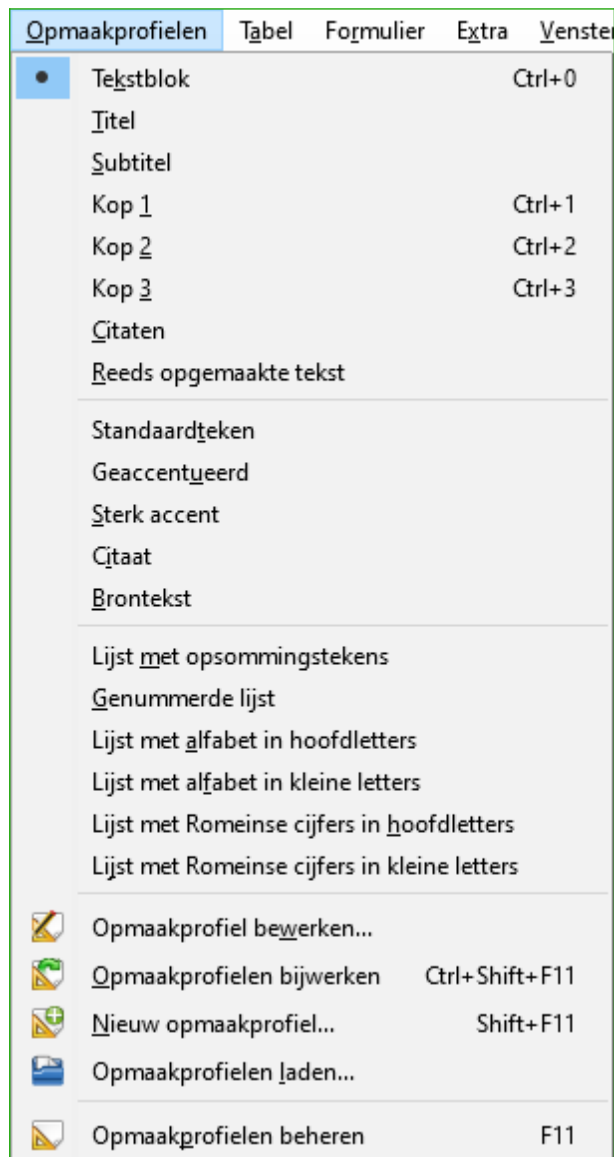 Opmaakprofielen Tabel Formulier Extra Venste
Tekstblok Ctrl+0
Titel
Subtitel
Kop 1 Ctrl+1
Kop 2 Ctrl+2
Kop 3 Ctrl+3
Citaten
Reeds opgemaakte tekst
Standaardteken
Geaccentueerd
Sterk accent
Citaat
Brontekst
Lijst met opsommingstekens
Genummerde lijst
Lijst met alfabet in hoofdletters
Lijst met alfabet in kleine letters
Lijst met Romeinse cijfers in hoofdletters
Lijst met Romeinse cijfers in kleine letters
Opmaakprofiel bewerken...
Opmaakprofielen bijwerken Ctrl+Shift+F11
Nieuw opmaakprofiel... Shift+F11
Opmaakprofielen laden...
Opmaakprofielen beheren F11